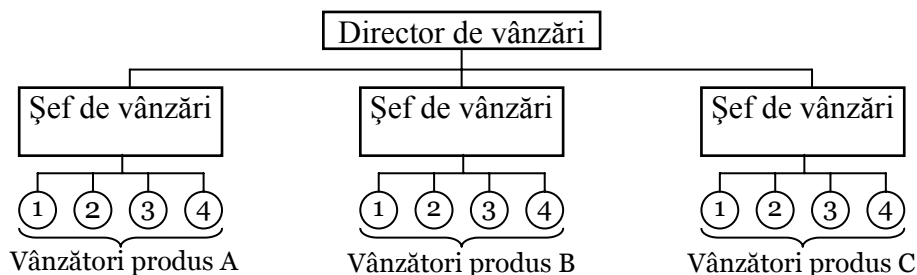 Director de vânzări
Şef de vânzări Şef de vânzări Şef de vânzări
1 2 3 4 1 2 3 4 1 2 3 4
Vânzători produs A Vânzători produs B Vânzători produs C